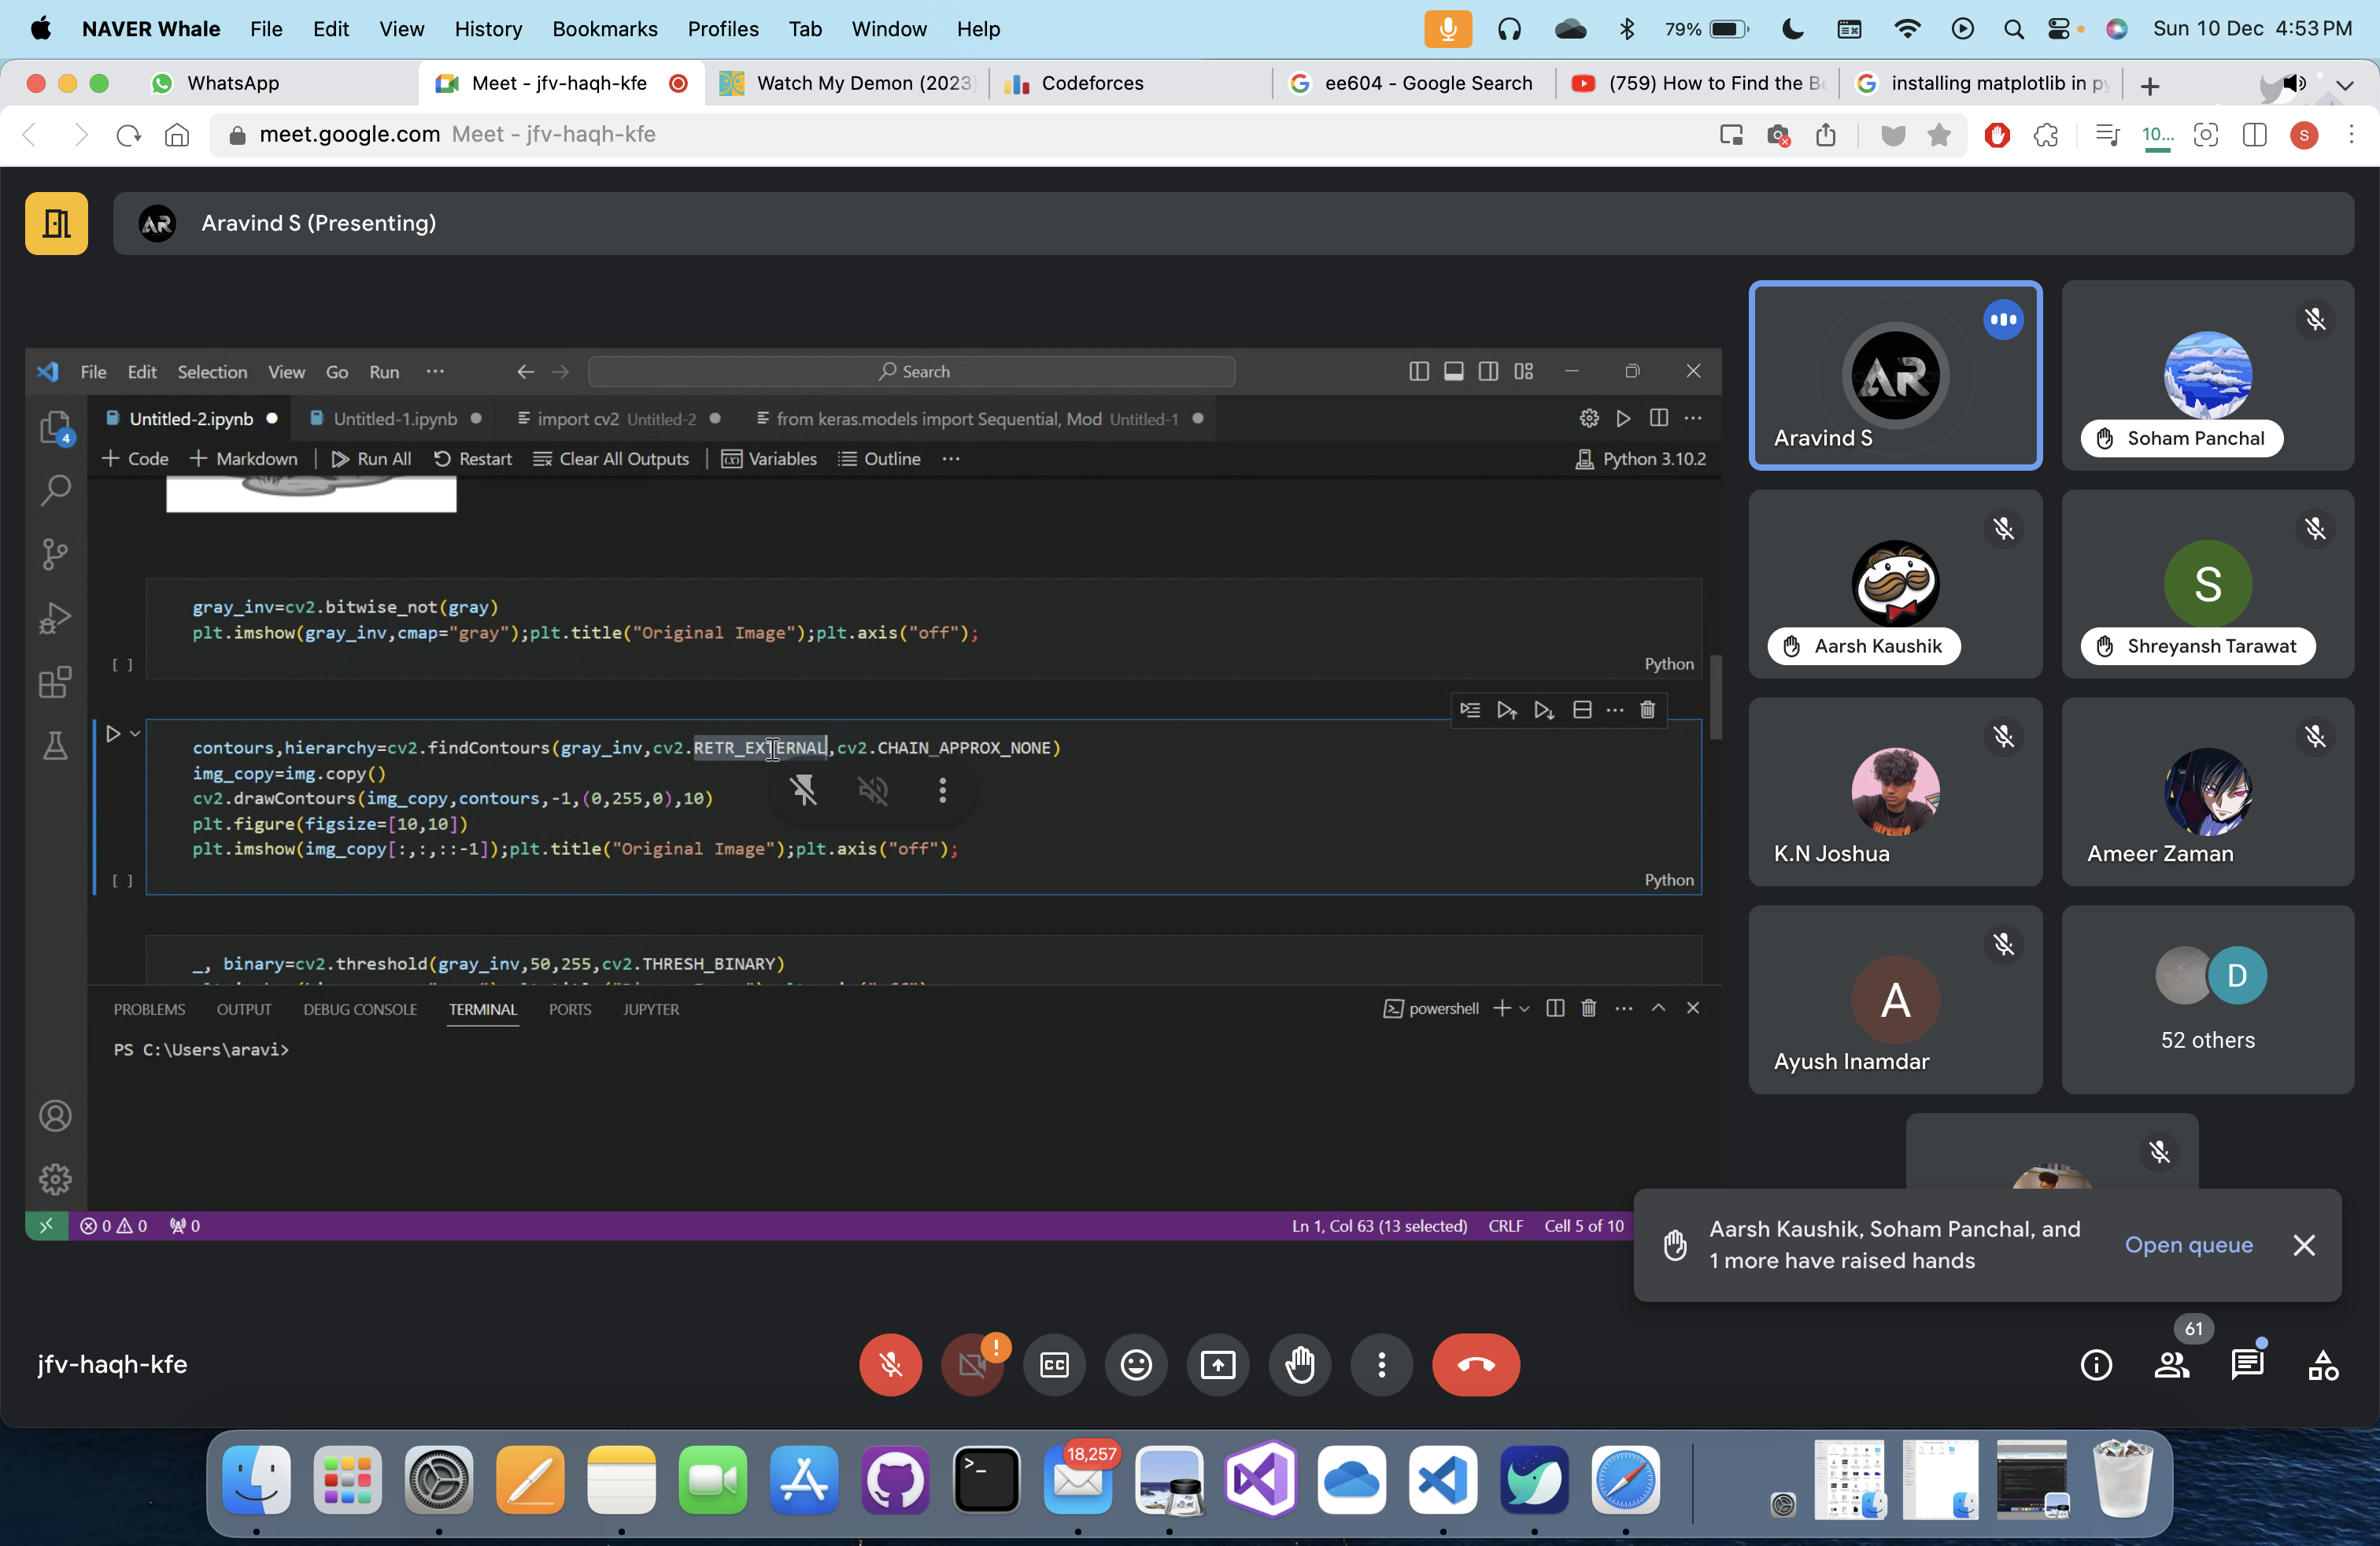 NAVER Whale File Edit View History Bookmarks Profiles Tab Window Help 79% Sun 10 Dec 4:53 PM
WhatsApp Meet - jfv-haqh-kfe Watch My Demon (2023) Codeforces ee604 - Google Search (759) How to Find the B installing matplotlib in p
meet.google.com Meet - jfv-haqh-kfe 10... S
AR Aravind S (Presenting)
File Edit Selection View Go Run ··· Search
Untitled-2.ipynb Untitled-1.ipynb import cv2 Untitled-2 from keras.models import Sequential, Mod Untitled-1
4
+ Code + Markdown Run All Restart Clear All Outputs Variables Outline ··· Python 3.10.2
gray_inv=cv2.bitwise_not(gray)
plt.imshow(gray_inv,cmap="gray");plt.title("Original Image");plt.axis("off");
[ ] Python
contours,hierarchy=cv2.findContours(gray_inv,cv2.RETR_EXTERNAL,cv2.CHAIN_APPROX_NONE)
img_copy=img.copy()
cv2.drawContours(img_copy,contours,-1,(0,255,0),10)
plt.figure(figsize=[10,10])
plt.imshow(img_copy[:,:,::-1]);plt.title("Original Image");plt.axis("off");
[ ] Python
_, binary=cv2.threshold(gray_inv,50,255,cv2.THRESH_BINARY)
PROBLEMS OUTPUT DEBUG CONSOLE TERMINAL PORTS JUPYTER powershell
PS C:\Users\aravi>
0 0 0 Ln 1, Col 63 (13 selected) CRLF Cell 5 of 10
AR
Aravind S
Soham Panchal
Aarsh Kaushik
S
Shreyansh Tarawat
K.N Joshua
Ameer Zaman
A
Ayush Inamdar
D
52 others
Aarsh Kaushik, Soham Panchal, and
1 more have raised hands
Open queue
jfv-haqh-kfe
CC
61
18,257